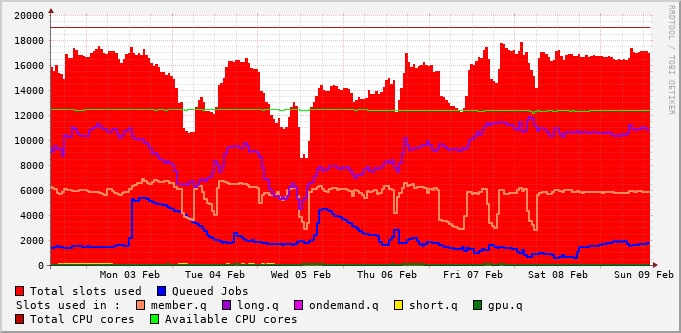 RRDTOOL / TOBI OETIKER
20000
18000
16000
14000
12000
10000
8000
6000
4000
2000
0
Mon 03 Feb Tue 04 Feb Wed 05 Feb Thu 06 Feb Fri 07 Feb Sat 08 Feb Sun 09 Feb
Total slots used Queued Jobs
Slots used in : member.q long.q ondemand.q short.q gpu.q
Total CPU cores Available CPU cores